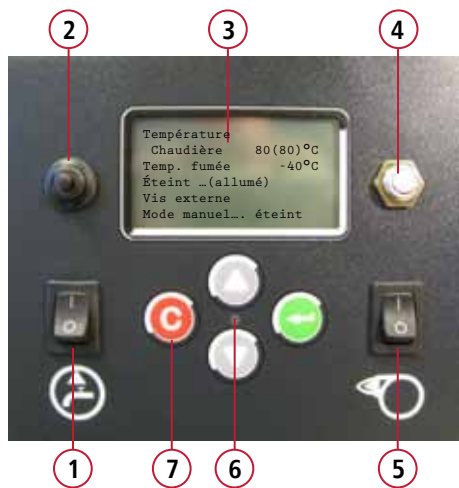 2 3 4
Température
Chaudière 80(80)°C
Temp. fumée -40°C
Éteint …(allumé)
Vis externe
Mode manuel…. éteint
I I
C
O O
1 7 6 5